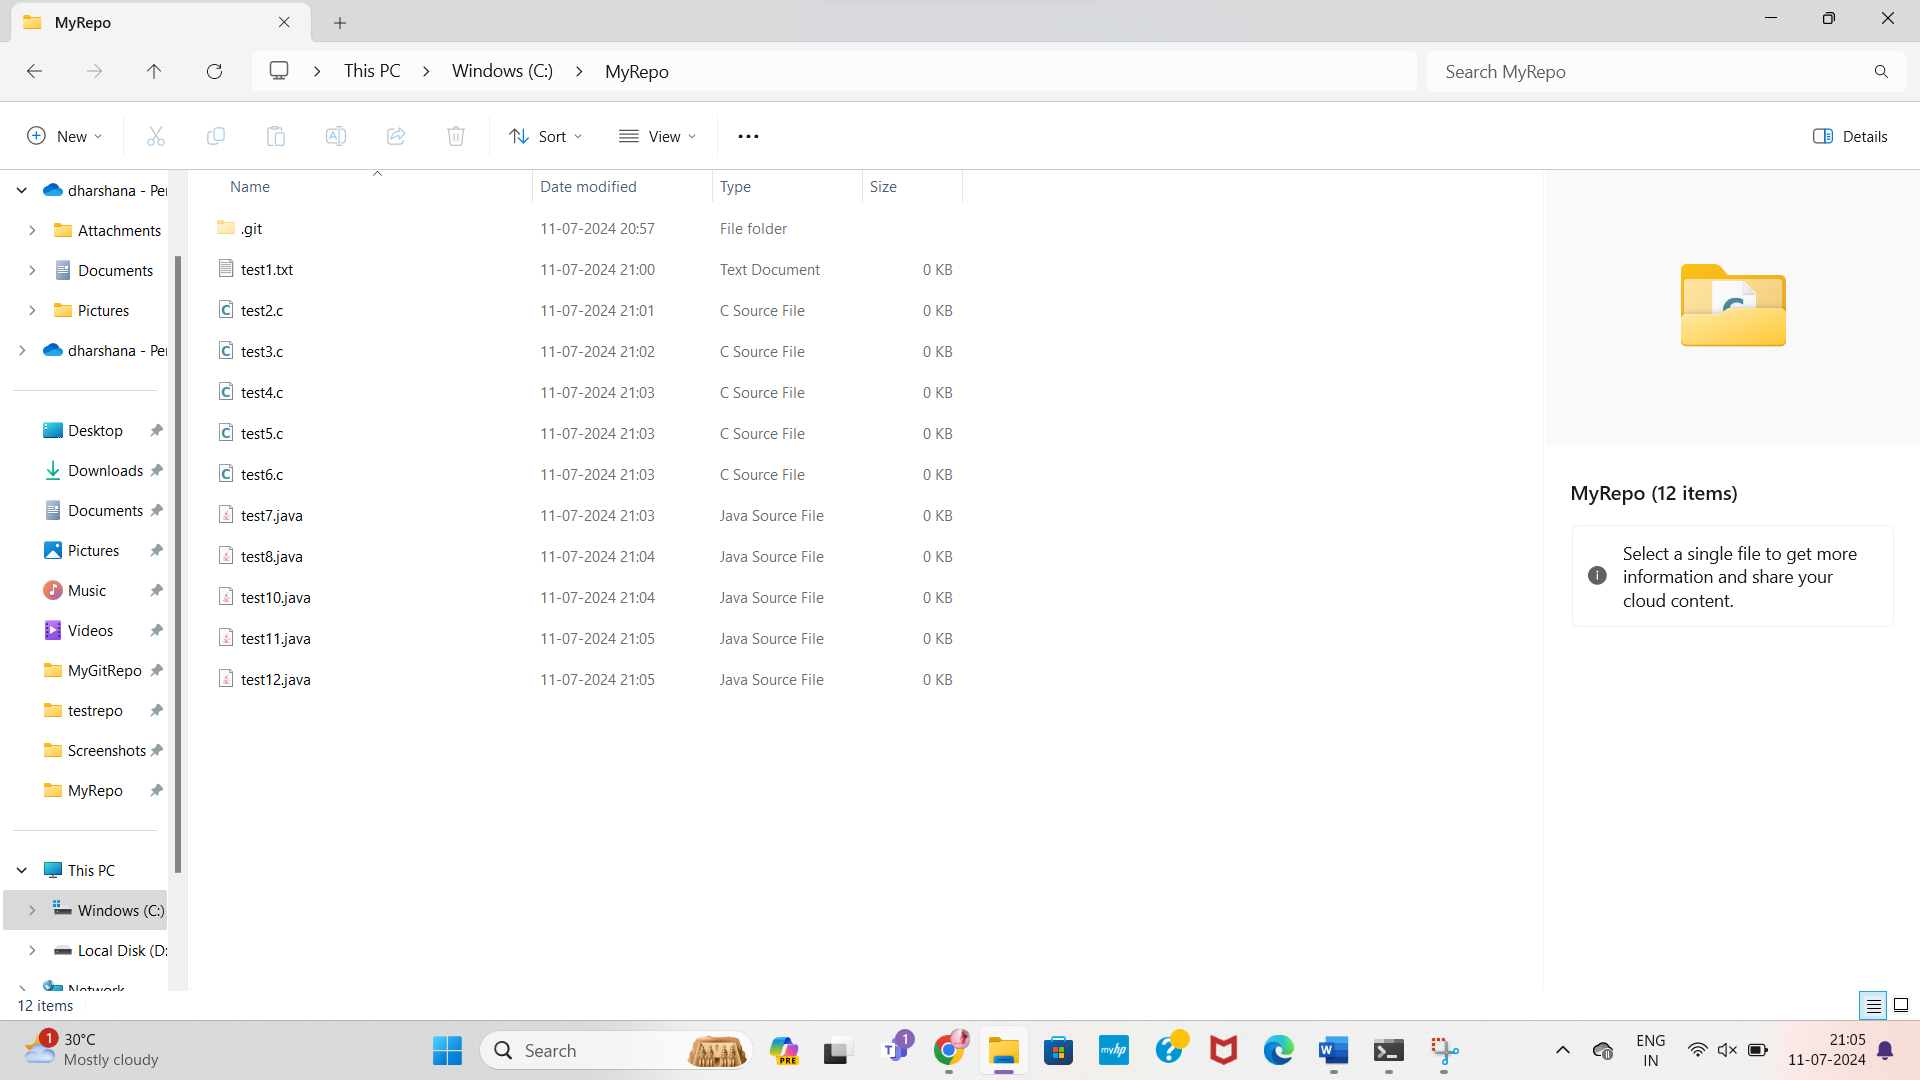 MyRepo
This PC
Windows (C:)
MyRepo
Search MyRepo
New
Sort
View
Details
dharshana - Per
Attachments
Documents
Pictures
dharshana - Per
Desktop
Downloads
Documents
Pictures
Music
Videos
MyGitRepo
testrepo
Screenshots
MyRepo
This PC
Windows (C:)
Local Disk (D:
Network
Name Date modified Type Size
.git 11-07-2024 20:57 File folder
test1.txt 11-07-2024 21:00 Text Document 0 KB
test2.c 11-07-2024 21:01 C Source File 0 KB
test3.c 11-07-2024 21:02 C Source File 0 KB
test4.c 11-07-2024 21:03 C Source File 0 KB
test5.c 11-07-2024 21:03 C Source File 0 KB
test6.c 11-07-2024 21:03 C Source File 0 KB
test7.java 11-07-2024 21:03 Java Source File 0 KB
test8.java 11-07-2024 21:04 Java Source File 0 KB
test10.java 11-07-2024 21:04 Java Source File 0 KB
test11.java 11-07-2024 21:05 Java Source File 0 KB
test12.java 11-07-2024 21:05 Java Source File 0 KB
MyRepo (12 items)
Select a single file to get more
information and share your
cloud content.
12 items
1
30°C
Mostly cloudy
Search
PRE
1
myhp
ENG
IN
21:05
11-07-2024